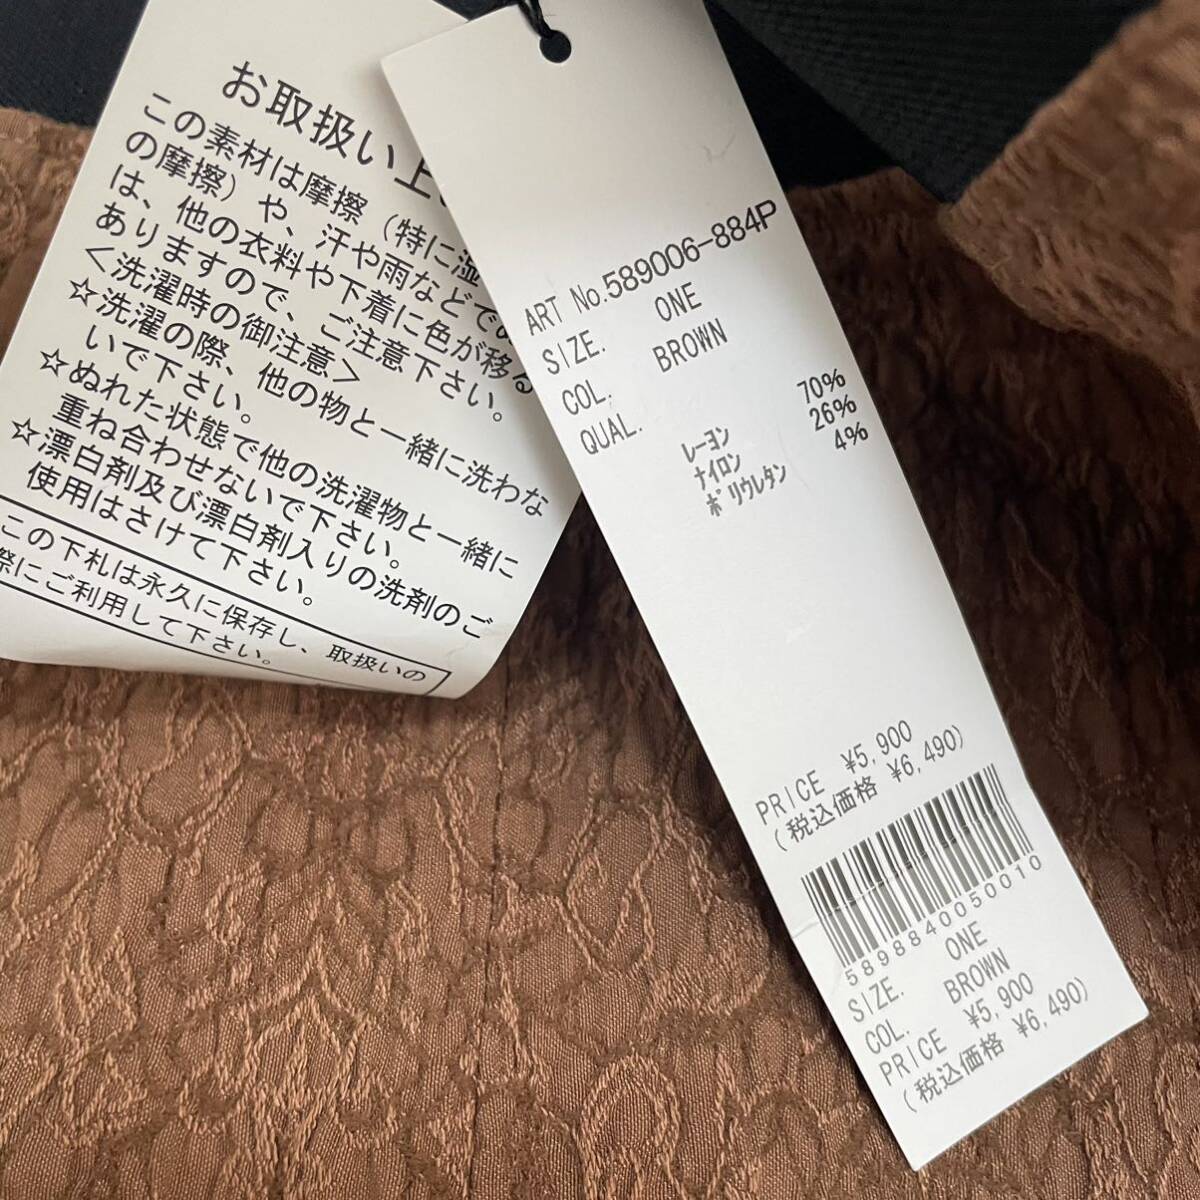 お取扱い上
この素材は摩擦(特に湿
の摩擦)や、汗や雨などで
は、他の衣料や下着に色が移る
ありますので、ご注意下さい。
<洗濯時の御注意>
☆洗濯の際、他の物と一緒に洗わな
いで下さい。
☆ぬれた状態で他の洗濯物と一緒に
重ね合わせないで下さい。
☆漂白剤及び漂白剤入りの洗剤のご
使用はさけて下さい。
この下札は永久に保存し、取扱いの
際にご利用して下さい。
ART No.589006-884P
SIZE. ONE
COL. BROWN
QUAL.
レーヨン 70%
ナイロン 26%
ポリウレタン 4%
PRICE ¥5,900
(税込価格 ¥6,490)
5898840050010
SIZE. ONE
COL. BROWN
PRICE ¥5,900
(税込価格 ¥6,490)